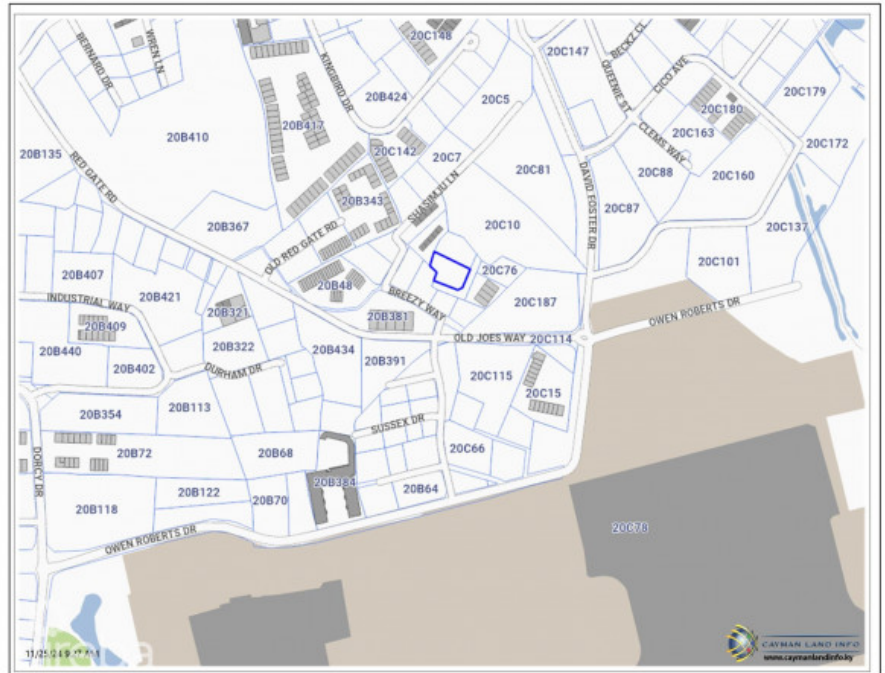 BERNARD DR
WREN LN
KINGBIRD DR
20C148
20C147
QUEENIE ST
BECKZ CL
CICO AVE
20B424
20C5
20C180
20C179
20B410
20B417
20C142
20C7
20C163
CLEMS WAY
20C172
20B135
RED GATE RD
20B343
SHASIMJU LN
20C81
DAVID FOSTER DR
20C88
20C160
20B367
OLD RED GATE RD
20C10
20C87
20C137
20B407
20B421
20B48
20C76
20C101
INDUSTRIAL WAY
BREEZY WAY
20C187
OWEN ROBERTS DR
20B409
20B321
20B381
20B440
20B322
20B434
OLD JOES WAY
20C114
20B402
DURHAM DR
20B391
20C115
20C15
20B354
20B113
SUSSEX DR
20B72
20B68
20C66
DORCY DR
20B384
20B64
20B118
20B122
20B70
20C78
OWEN ROBERTS DR
CAYMAN LAND INFO
www.caymanlandinfo.ky